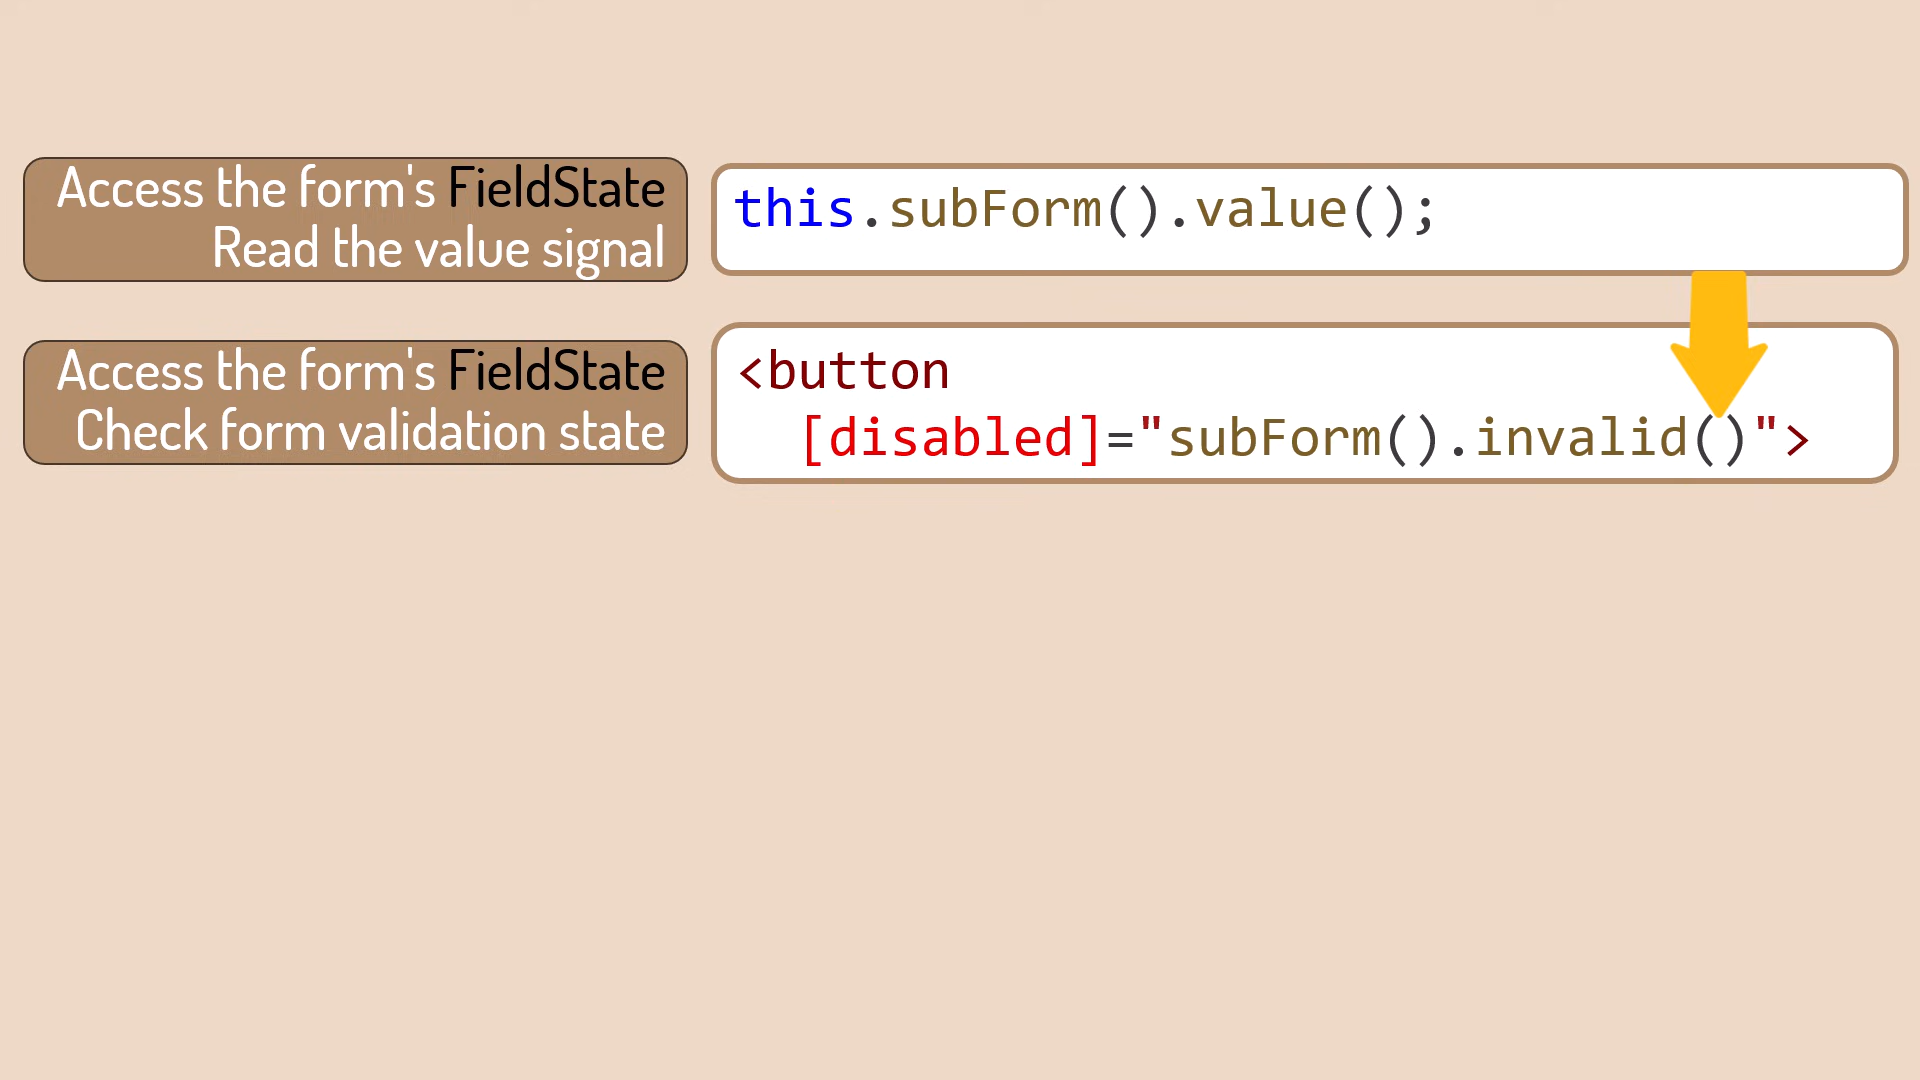 Access the form's FieldState
Read the value signal
this.subForm().value();
Access the form's FieldState
Check form validation state
<button
[disabled]="subForm().invalid()">